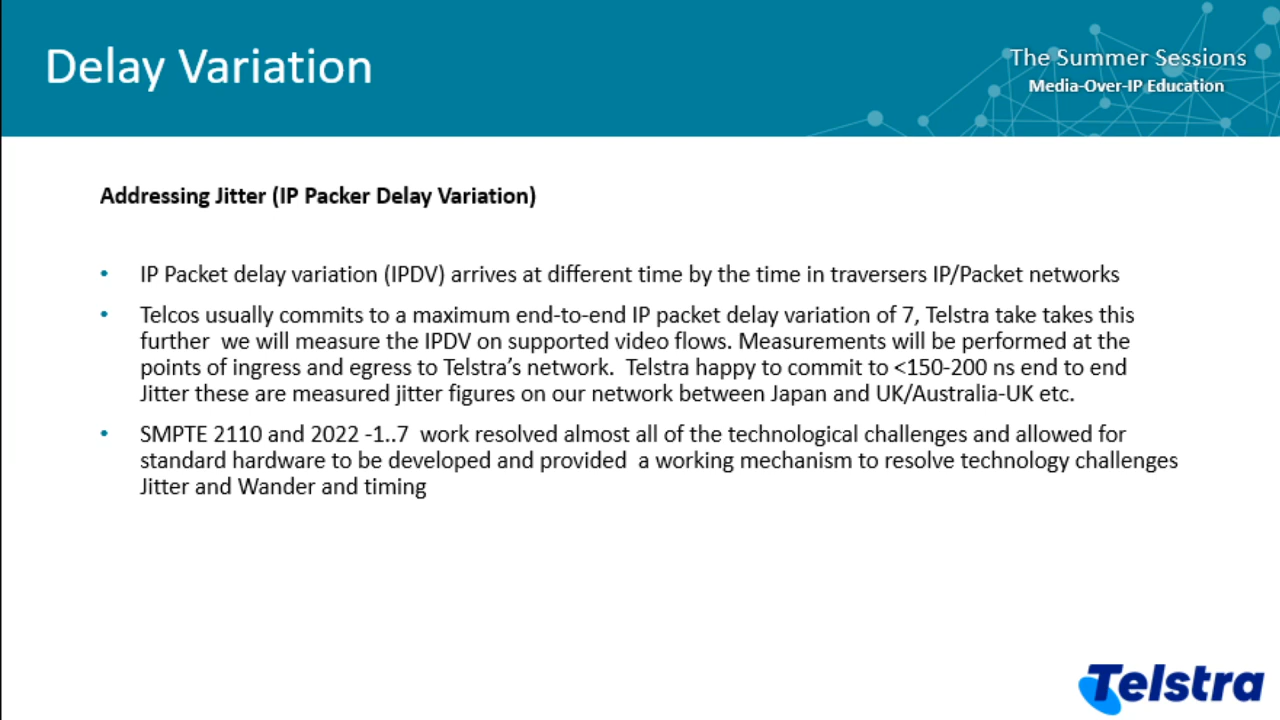 Delay Variation
The Summer Sessions
Media-Over-IP Education
Addressing Jitter (IP Packer Delay Variation)
• IP Packet delay variation (IPDV) arrives at different time by the time in traversers IP/Packet networks
• Telcos usually commits to a maximum end-to-end IP packet delay variation of 7, Telstra take takes this
further we will measure the IPDV on supported video flows. Measurements will be performed at the
points of ingress and egress to Telstra's network. Telstra happy to commit to <150-200 ns end to end
Jitter these are measured jitter figures on our network between Japan and UK/Australia-UK etc.
• SMPTE 2110 and 2022 -1..7 work resolved almost all of the technological challenges and allowed for
standard hardware to be developed and provided a working mechanism to resolve technology challenges
Jitter and Wander and timing
Telstra